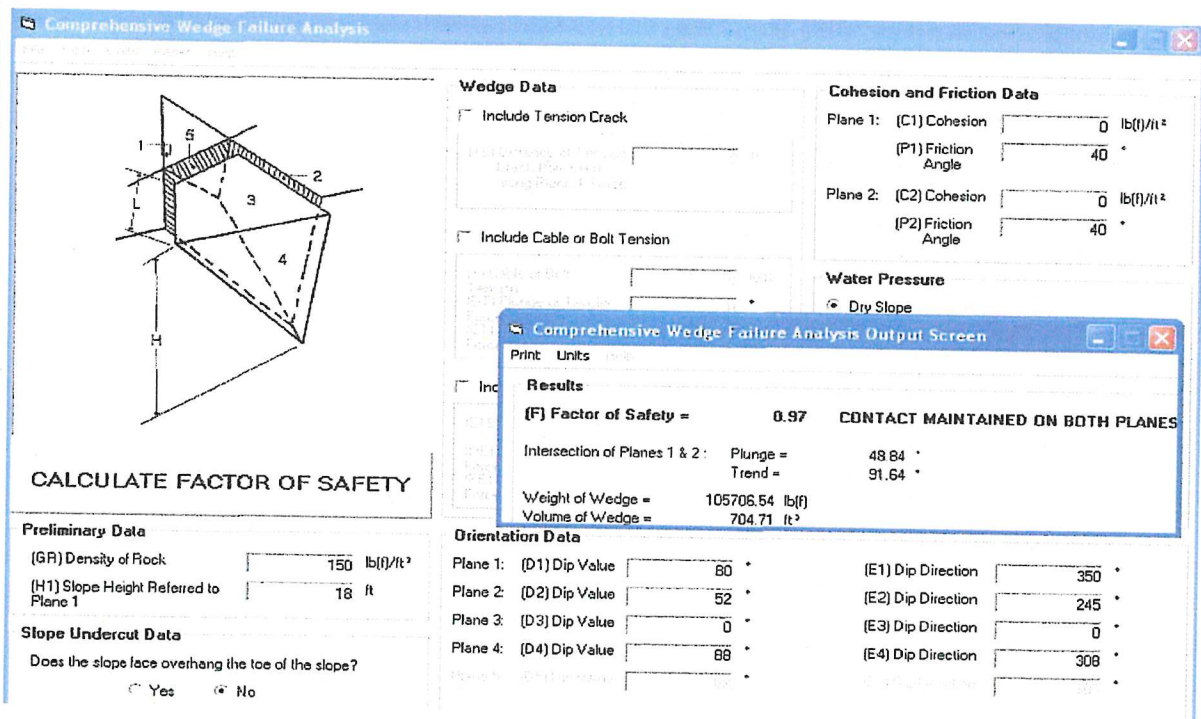 Comprehensive Wedge Failure Analysis
1
5
2
L
3
4
H
CALCULATE FACTOR OF SAFETY
Preliminary Data
(GR) Density of Rock 150 lb(f)/ft³
(H1) Slope Height Referred to Plane 1 18 ft
Slope Undercut Data
Does the slope face overhang the toe of the slope?
Yes No
Wedge Data
Include Tension Crack
Include Cable or Bolt Tension
Inc
Cohesion and Friction Data
Plane 1: (C1) Cohesion 0 lb(f)/ft²
(P1) Friction Angle 40 °
Plane 2: (C2) Cohesion 0 lb(f)/ft²
(P2) Friction Angle 40 °
Water Pressure
Dry Slope
Comprehensive Wedge Failure Analysis Output Screen
Print Units
Results
(F) Factor of Safety = 0.97 CONTACT MAINTAINED ON BOTH PLANES
Intersection of Planes 1 & 2 : Plunge = 48.84 °
Trend = 91.64 °
Weight of Wedge = 105706.54 lb(f)
Volume of Wedge = 704.71 ft³
Orientation Data
Plane 1: (D1) Dip Value 80 ° (E1) Dip Direction 350 °
Plane 2: (D2) Dip Value 52 ° (E2) Dip Direction 245 °
Plane 3: (D3) Dip Value 0 ° (E3) Dip Direction 0 °
Plane 4: (D4) Dip Value 88 ° (E4) Dip Direction 308 °